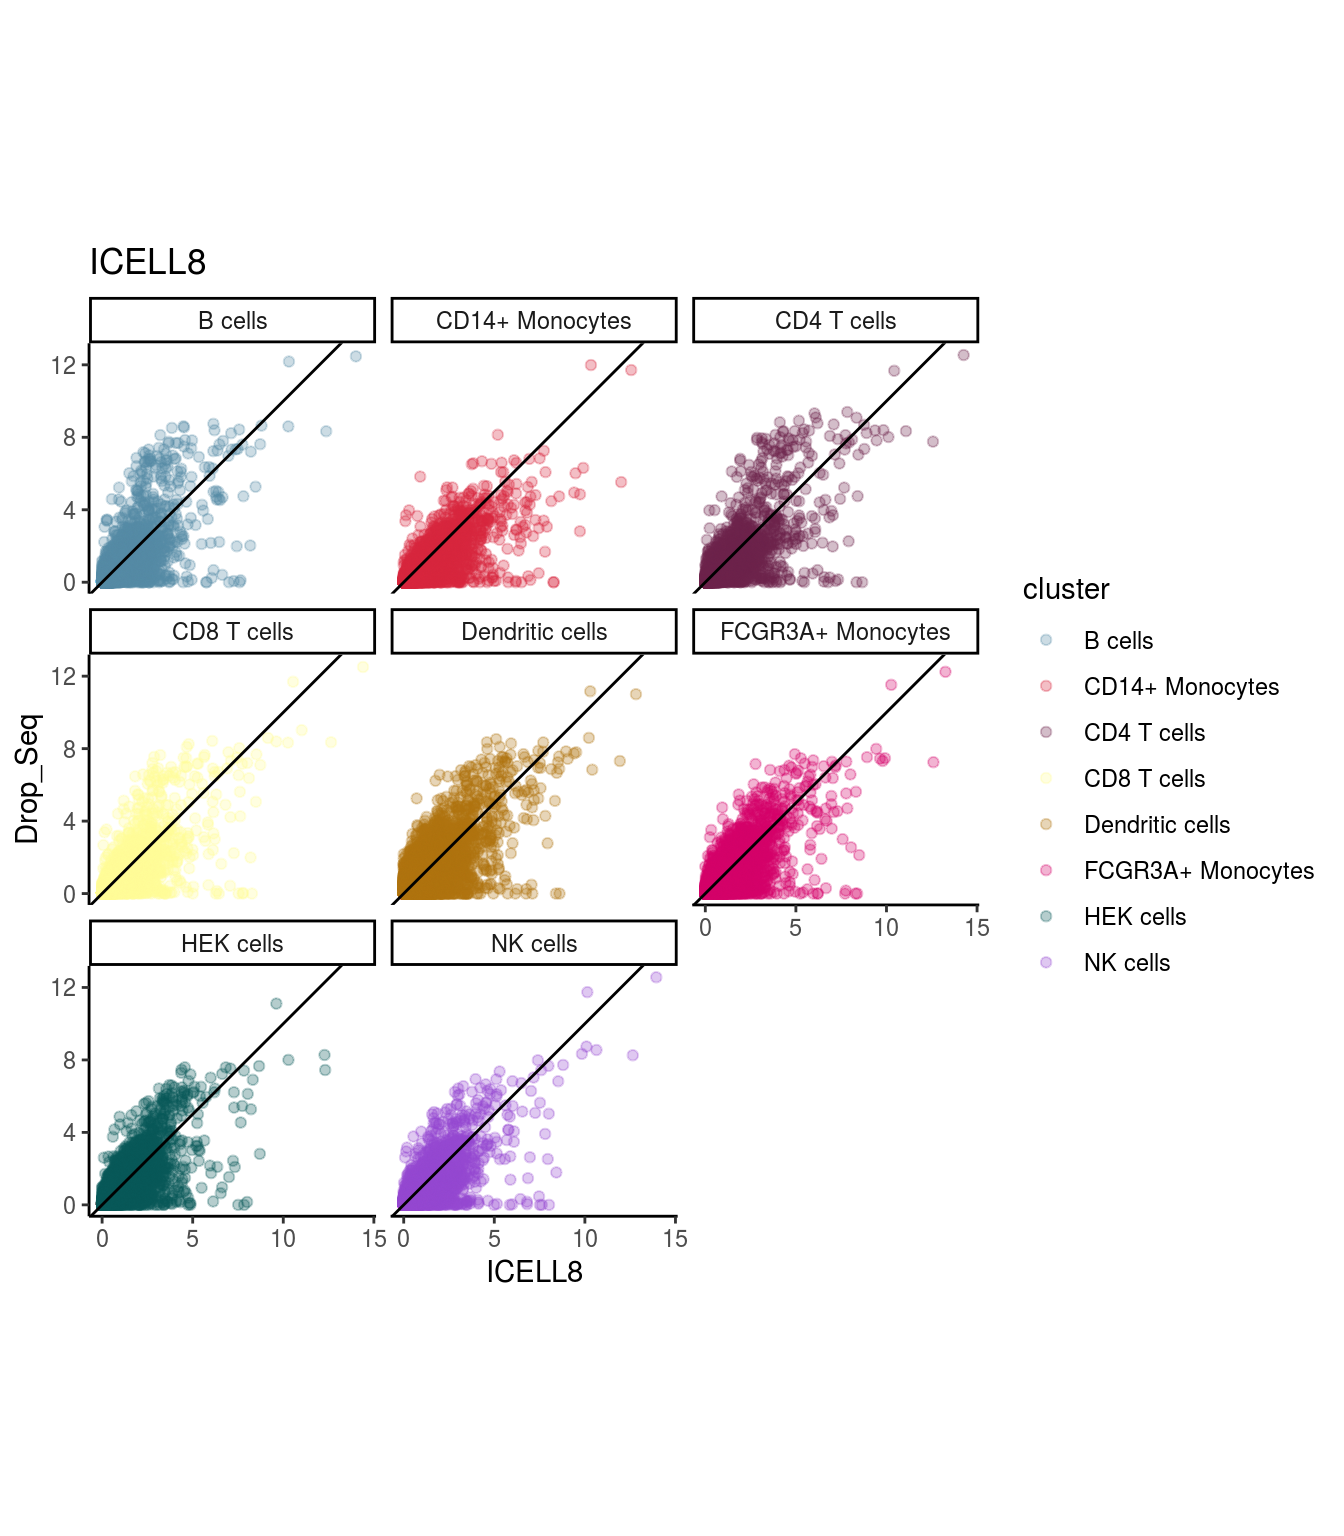 ICELL8
B cells
CD14+ Monocytes
CD4 T cells
12
8
4
0
CD8 T cells
Dendritic cells
FCGR3A+ Monocytes
12
8
4
0
0
5
10
15
HEK cells
NK cells
12
8
4
0
0
5
10
15
0
5
10
15
ICELL8
Drop_Seq
cluster
B cells
CD14+ Monocytes
CD4 T cells
CD8 T cells
Dendritic cells
FCGR3A+ Monocytes
HEK cells
NK cells